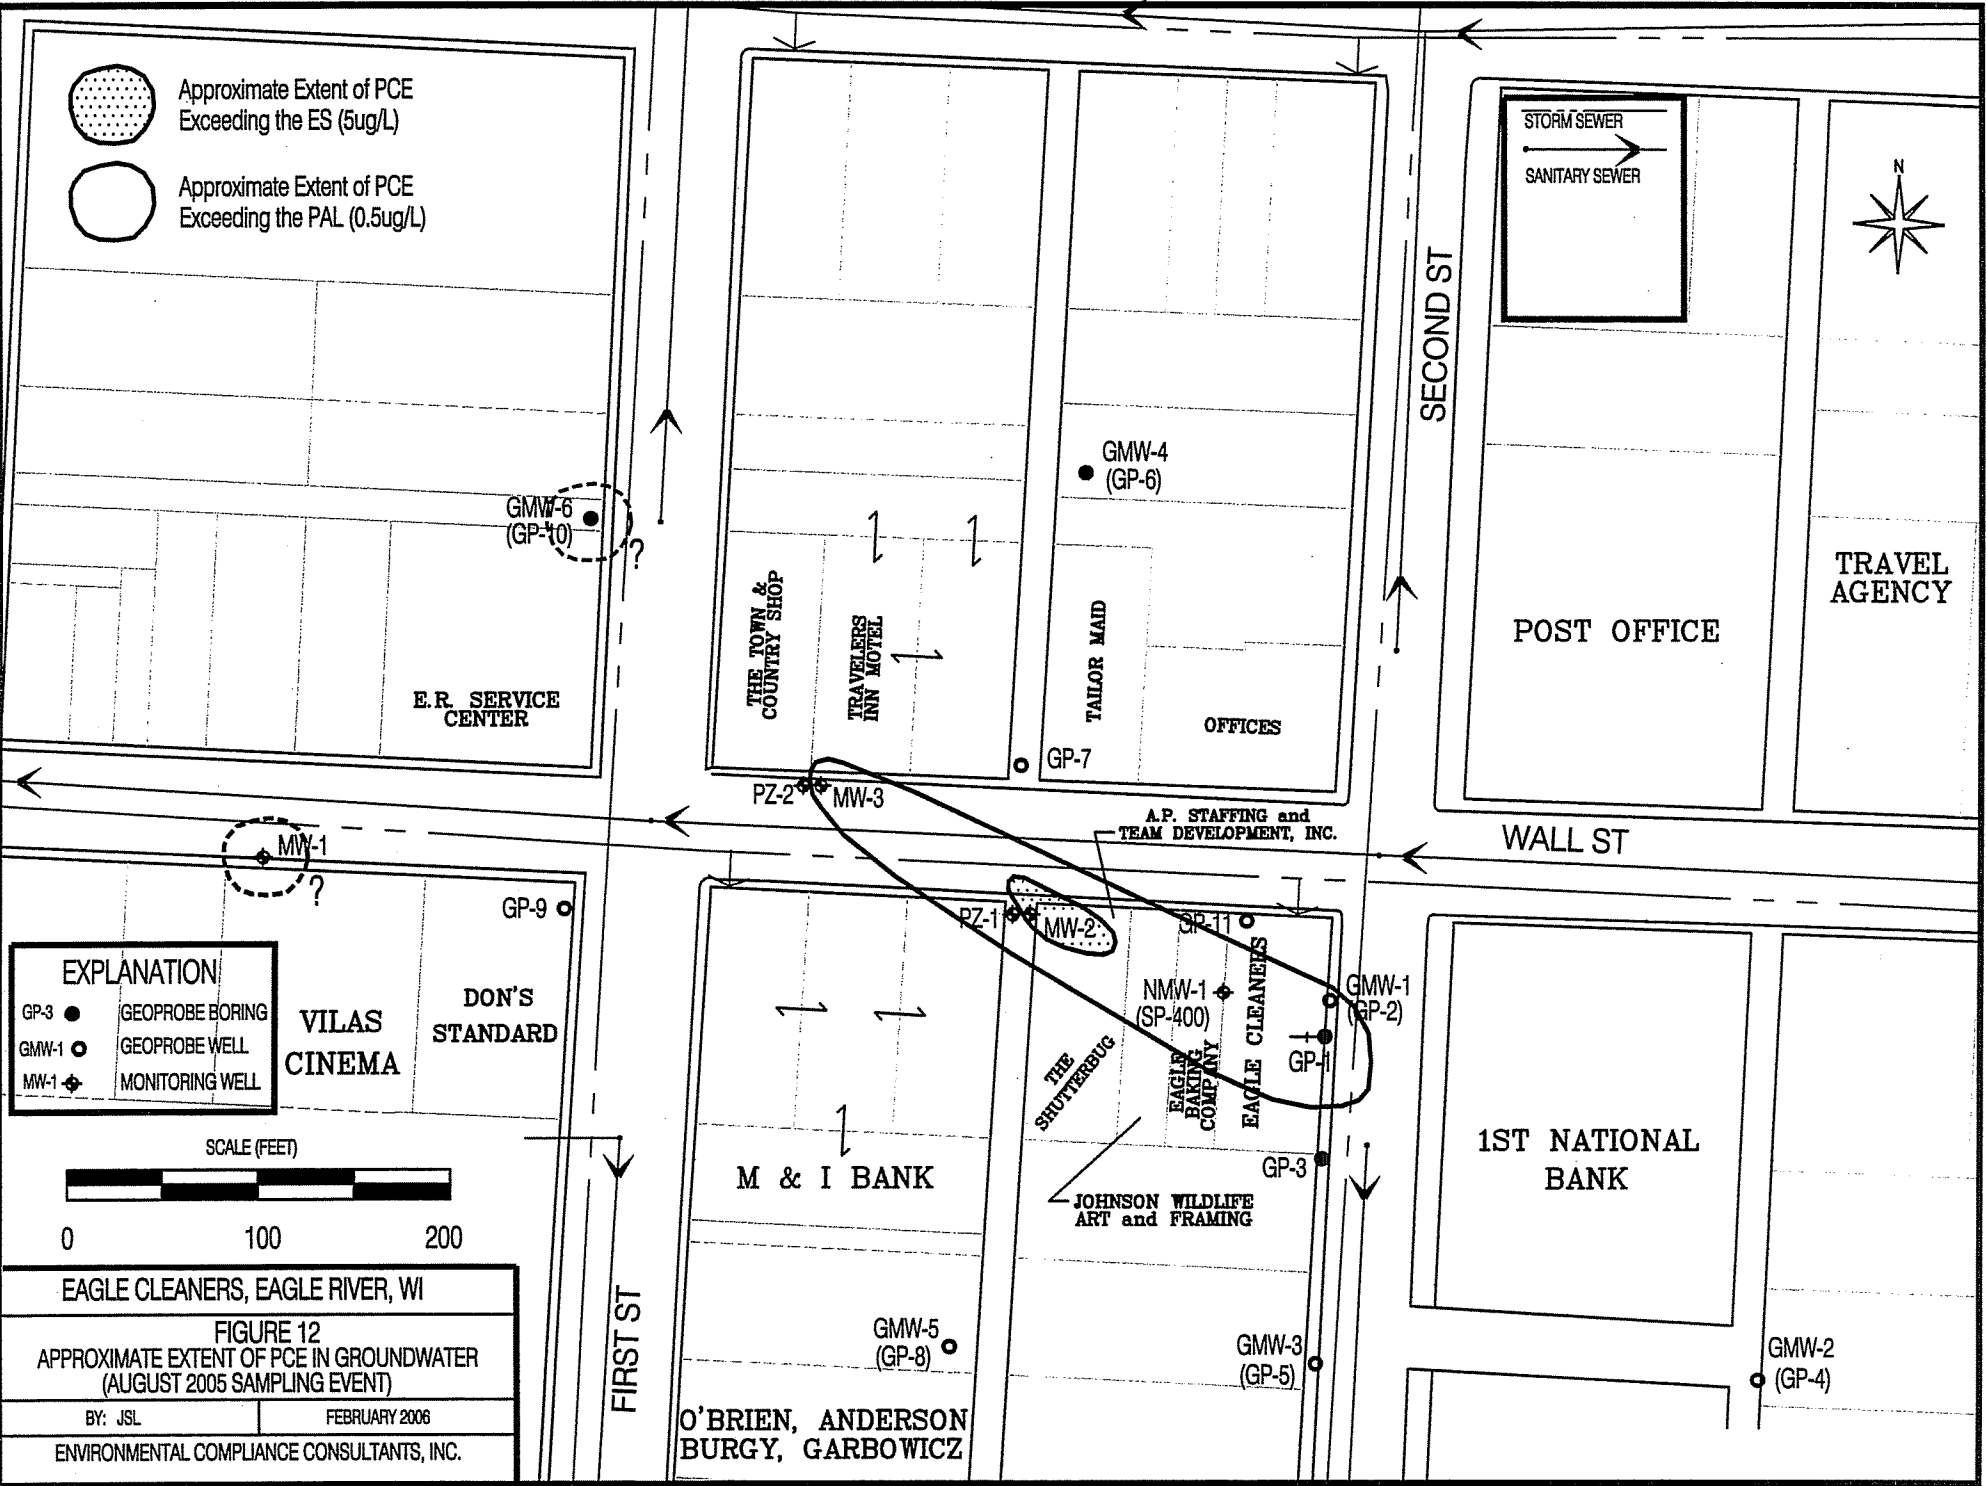 Approximate Extent of PCE
Exceeding the ES (5ug/L)
Approximate Extent of PCE
Exceeding the PAL (0.5ug/L)
STORM SEWER
SANITARY SEWER
N
SECOND ST
GMW-4
(GP-6)
GMW-6
(GP-10)
?
TRAVEL
AGENCY
POST OFFICE
THE TOWN &
COUNTRY SHOP
TRAVELERS
INN MOTEL
TAILOR MAID
OFFICES
E.R. SERVICE
CENTER
GP-7
PZ-2
MW-3
A.P. STAFFING and
TEAM DEVELOPMENT, INC.
WALL ST
MW-1
?
GP-9
PZ-1
MW-2
GP-11
EAGLE CLEANERS
NMW-1
(SP-400)
GMW-1
(GP-2)
GP-1
THE
SHUTTERBUG
EAGLE
BAKING
COMPANY
GP-3
JOHNSON WILDLIFE
ART and FRAMING
M & I BANK
1ST NATIONAL
BANK
VILAS
CINEMA
DON'S
STANDARD
EXPLANATION
GP-3 GEOPROBE BORING
GMW-1 GEOPROBE WELL
MW-1 MONITORING WELL
SCALE (FEET)
0 100 200
FIRST ST
GMW-5
(GP-8)
GMW-3
(GP-5)
GMW-2
(GP-4)
O'BRIEN, ANDERSON
BURGY, GARBOWICZ
EAGLE CLEANERS, EAGLE RIVER, WI
FIGURE 12
APPROXIMATE EXTENT OF PCE IN GROUNDWATER
(AUGUST 2005 SAMPLING EVENT)
BY: JSL FEBRUARY 2006
ENVIRONMENTAL COMPLIANCE CONSULTANTS, INC.